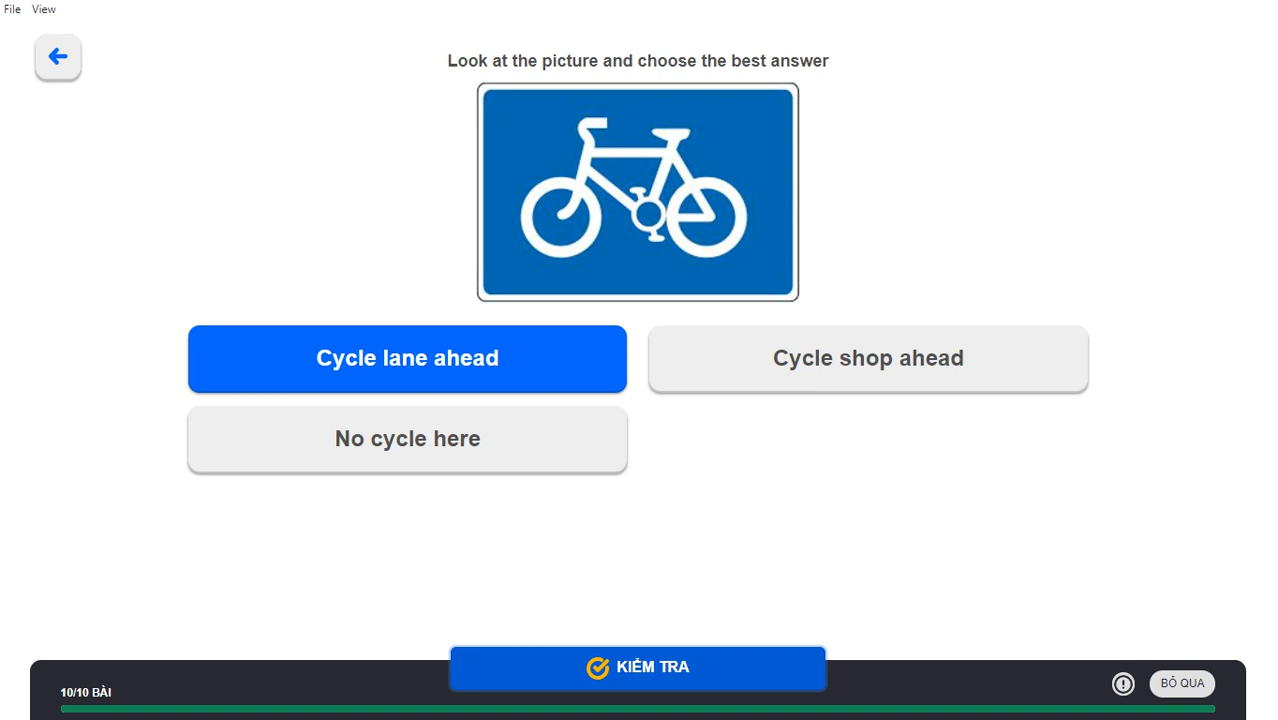 File View
Look at the picture and choose the best answer
Cycle lane ahead
Cycle shop ahead
No cycle here
KIỂM TRA
10/10 BÀI
BỎ QUA